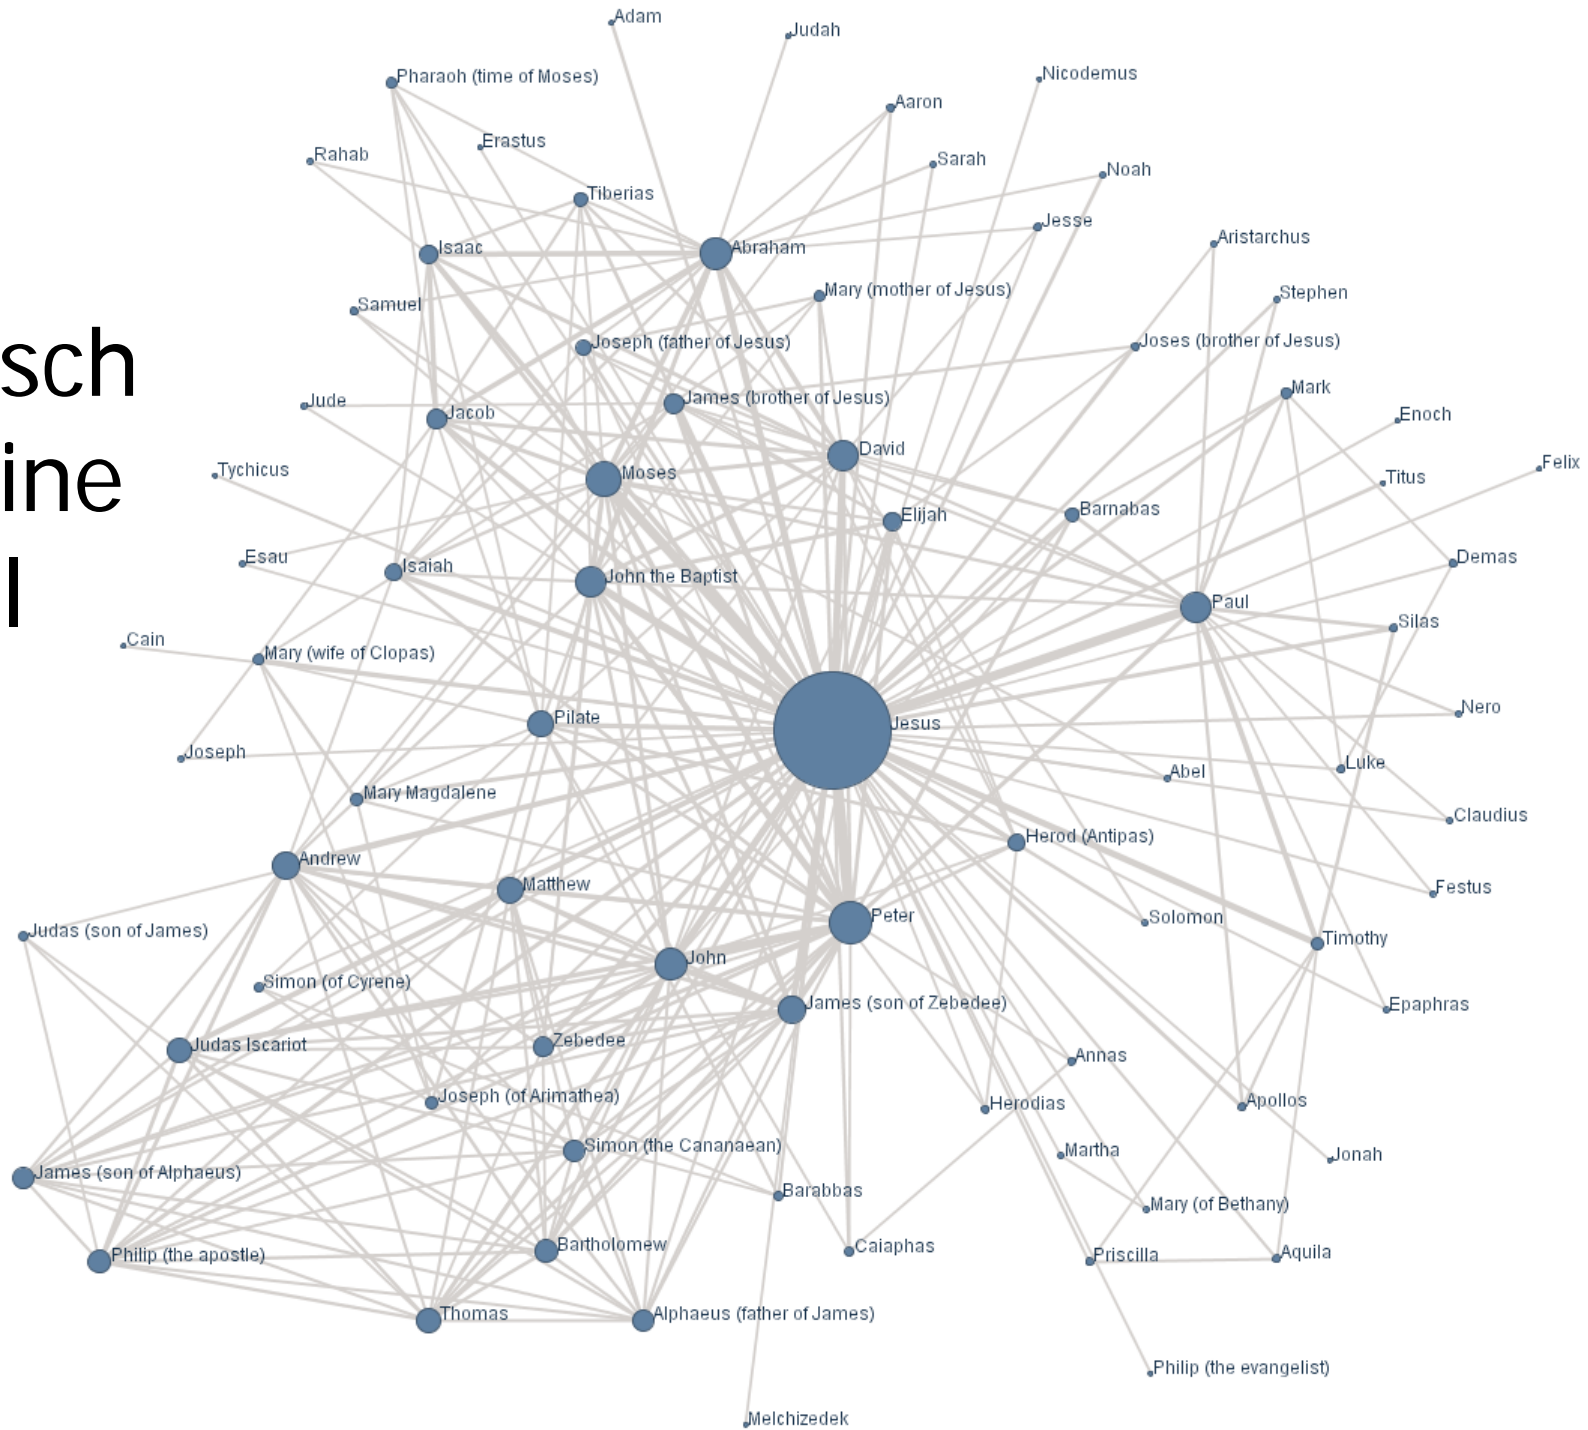 Adam
Judah
Nicodemus
Pharaoh (time of Moses)
Aaron
Erastus
Rahab
Sarah
Noah
Tiberias
Jesse
Aristarchus
Isaac
Abraham
Mary (mother of Jesus)
Stephen
Samuel
Joseph (father of Jesus)
Joses (brother of Jesus)
sch
Mark
James (brother of Jesus)
Jude
Jacob
Enoch
David
Felix
Tychicus
Moses
Titus
ine
Barnabas
Elijah
Esau
Isaiah
Demas
John the Baptist
l
Paul
Silas
Cain
Mary (wife of Clopas)
Nero
Pilate
Jesus
Joseph
Luke
Abel
Mary Magdalene
Claudius
Herod (Antipas)
Andrew
Matthew
Festus
Peter
Solomon
Judas (son of James)
Timothy
John
Simon (of Cyrene)
James (son of Zebedee)
Epaphras
Judas Iscariot
Zebedee
Annas
Joseph (of Arimathea)
Herodias
Apollos
Simon (the Cananaean)
Martha
Jonah
James (son of Alphaeus)
Barabbas
Mary (of Bethany)
Bartholomew
Caiaphas
Philip (the apostle)
Priscilla
Aquila
Thomas
Alphaeus (father of James)
Philip (the evangelist)
Melchizedek